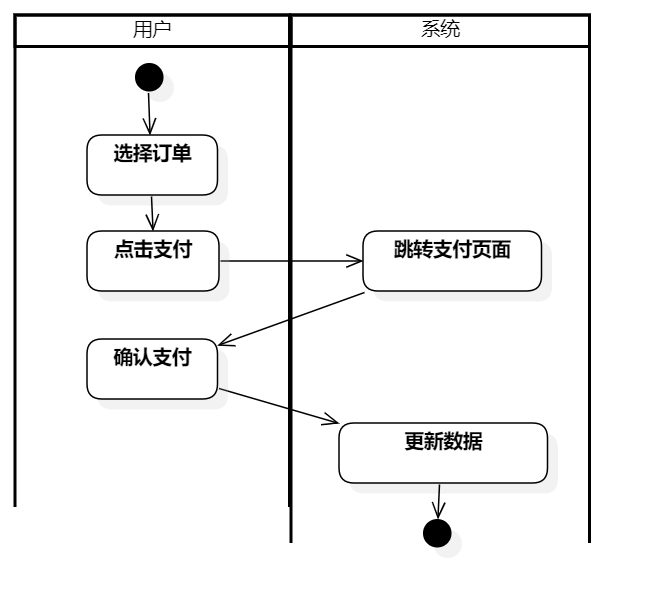 用户
系统
选择订单
点击支付
跳转支付页面
确认支付
更新数据